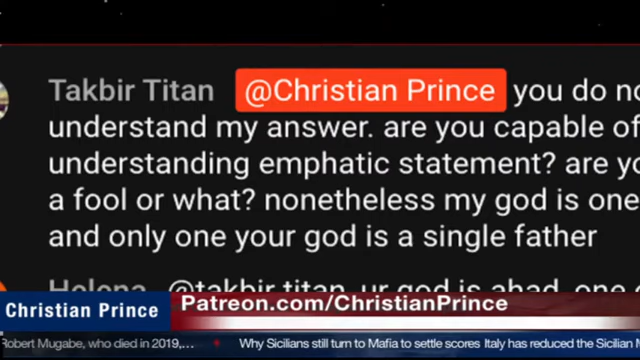 Takbir Titan @Christian Prince you do no
understand my answer. are you capable of
understanding emphatic statement? are yo
a fool or what? nonetheless my god is one
and only one your god is a single father
Helena @takbir titan, ur god is ahad, one
Christian Prince
Patreon.com/ChristianPrince
Robert Mugabe, who died in 2019,... Why Sicilians still turn to Mafia to settle scores Italy has reduced the Sicilian M